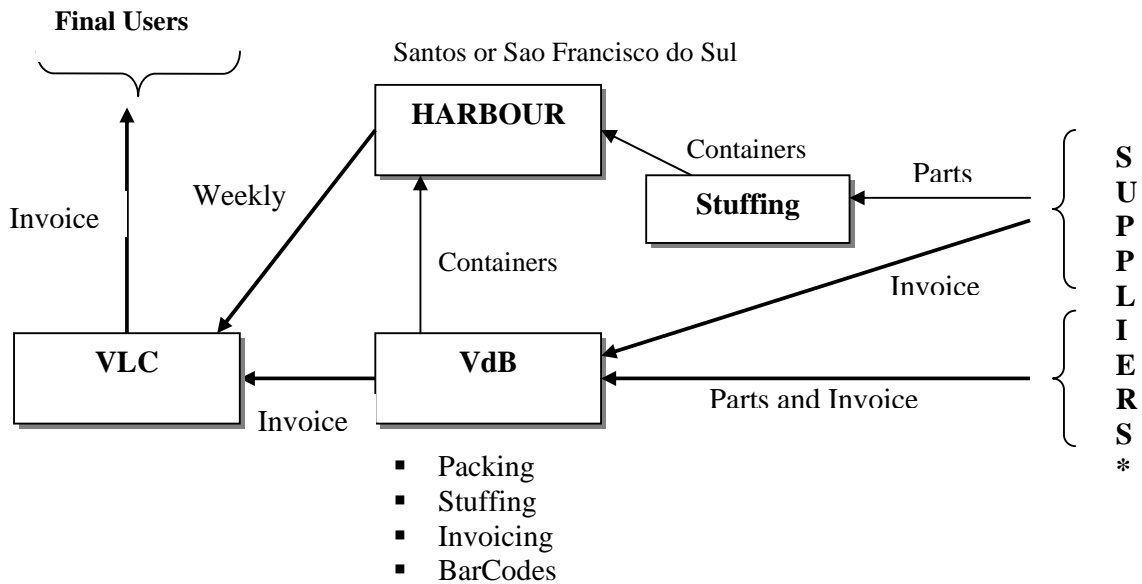 Final Users
Santos or Sao Francisco do Sul
HARBOUR
Containers
Parts
Stuffing
Weekly
Invoice
Containers
Invoice
VLC
VdB
Invoice
Parts and Invoice
SUPPLIERS*
▪ Packing
▪ Stuffing
▪ Invoicing
▪ BarCodes